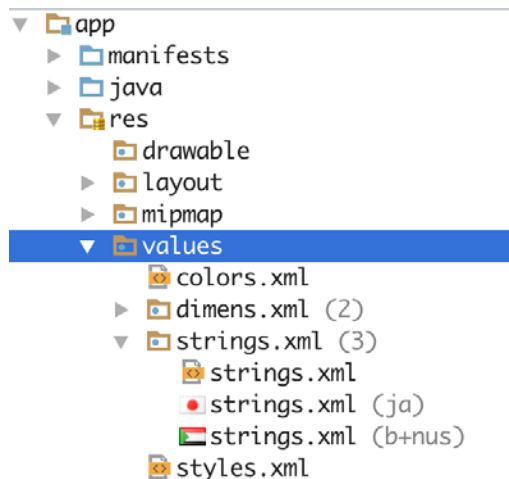 app
manifests
java
res
drawable
layout
mipmap
values
colors.xml
dimens.xml (2)
strings.xml (3)
strings.xml
strings.xml (ja)
strings.xml (b+nus)
styles.xml